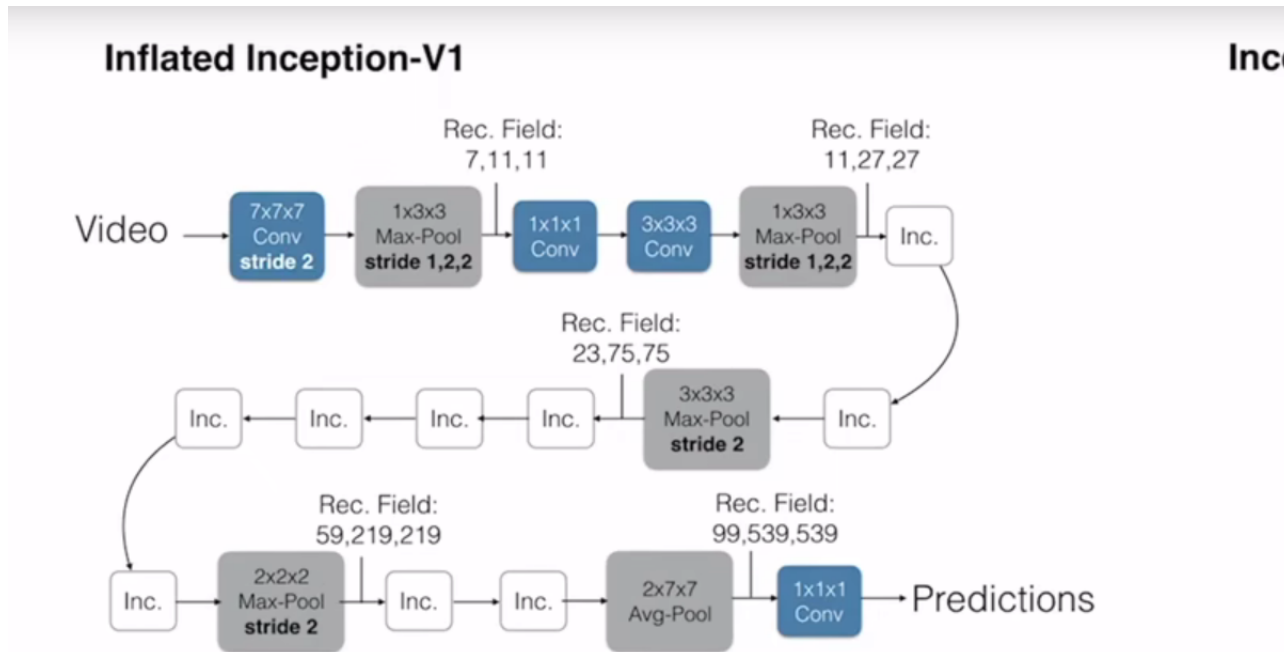 Inflated Inception-V1
Inc
Rec. Field:
7,11,11
Rec. Field:
11,27,27
Video
7x7x7
Conv
stride 2
1x3x3
Max-Pool
stride 1,2,2
1x1x1
Conv
3x3x3
Conv
1x3x3
Max-Pool
stride 1,2,2
Inc.
Rec. Field:
23,75,75
Inc.
Inc.
Inc.
Inc.
3x3x3
Max-Pool
stride 2
Inc.
Rec. Field:
59,219,219
Rec. Field:
99,539,539
Inc.
2x2x2
Max-Pool
stride 2
Inc.
Inc.
2x7x7
Avg-Pool
1x1x1
Conv
Predictions